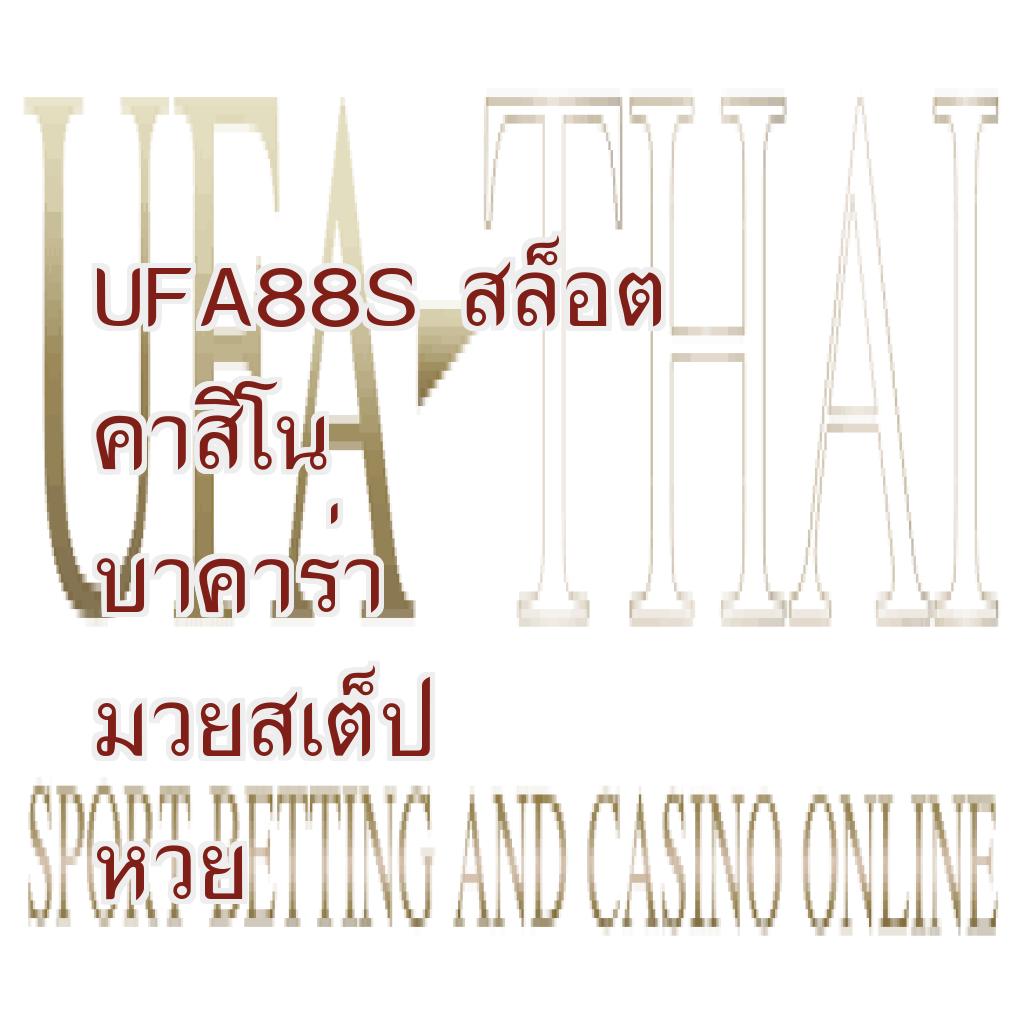 UFA-THAI
UFA88S สล็อต
คาสิโน
บาคาร่า
มวยสเต็ป
หวย
SPORT BETTING AND CASINO ONLINE